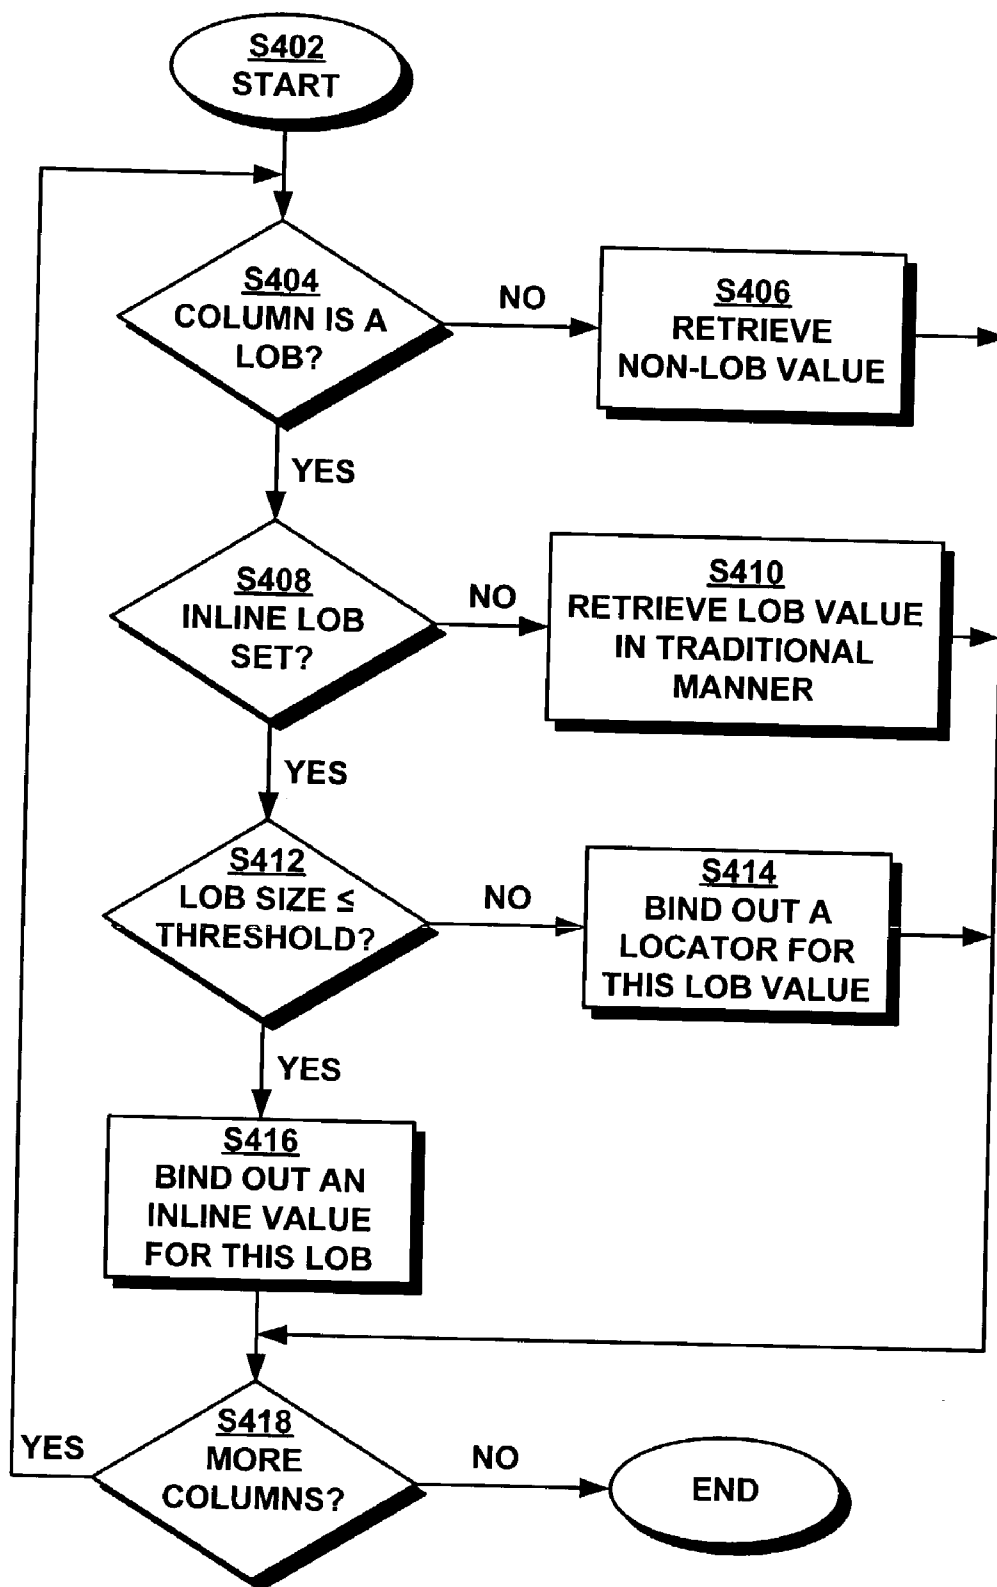 S402
START
S404
COLUMN IS A
LOB?
NO
S406
RETRIEVE
NON-LOB VALUE
YES
S408
INLINE LOB
SET?
NO
S410
RETRIEVE LOB VALUE
IN TRADITIONAL
MANNER
YES
S412
LOB SIZE ≤
THRESHOLD?
NO
S414
BIND OUT A
LOCATOR FOR
THIS LOB VALUE
YES
S416
BIND OUT AN
INLINE VALUE
FOR THIS LOB
S418
MORE
COLUMNS?
YES
NO
END